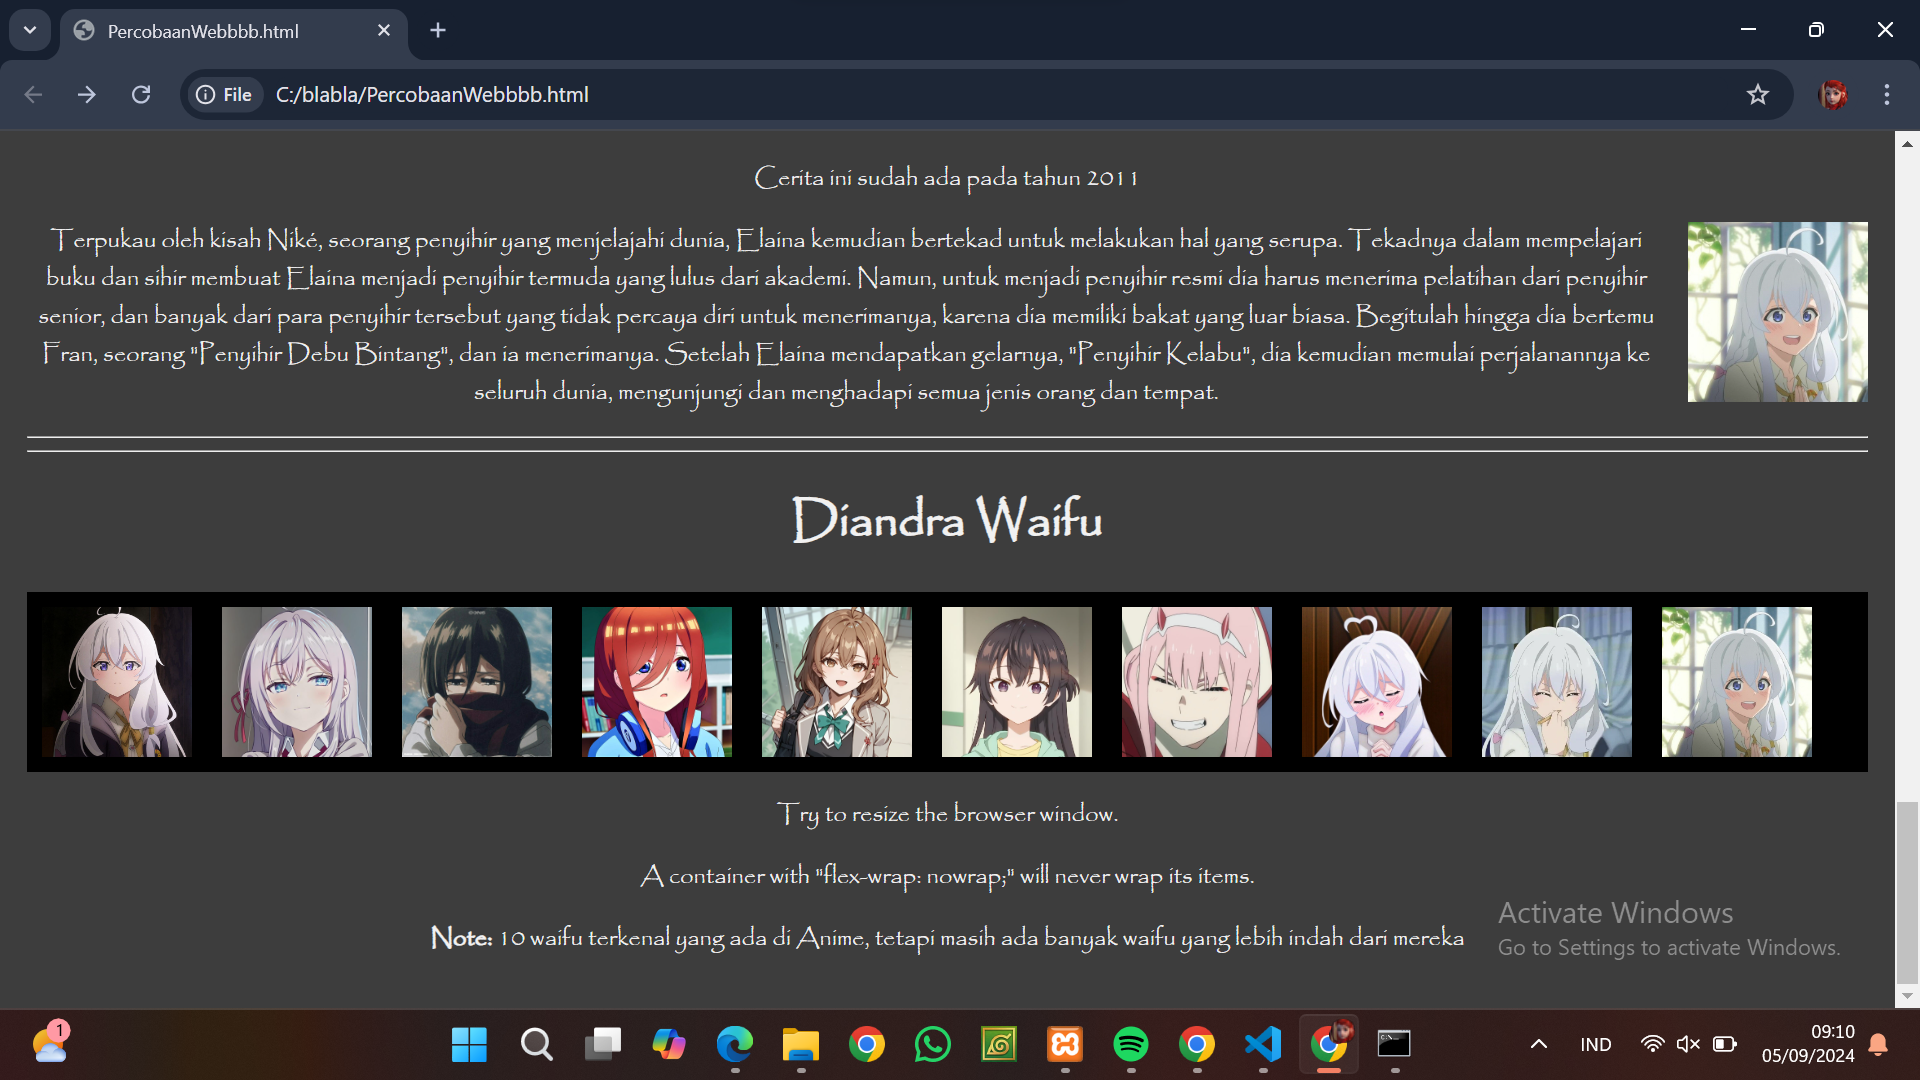 PercobaanWebbbb.html
File
C:/blabla/PercobaanWebbbb.html
Cerita ini sudah ada pada tahun 2011
Terpukau oleh kisah Niké, seorang penyihir yang menjelajahi dunia, Elaina kemudian bertekad untuk melakukan hal yang serupa. Tekadnya dalam mempelajari
buku dan sihir membuat Elaina menjadi penyihir termuda yang lulus dari akademi. Namun, untuk menjadi penyihir resmi dia harus menerima pelatihan dari penyihir
senior, dan banyak dari para penyihir tersebut yang tidak percaya diri untuk menerimanya, karena dia memiliki bakat yang luar biasa. Begitulah hingga dia bertemu
Fran, seorang "Penyihir Debu Bintang", dan ia menerimanya. Setelah Elaina mendapatkan gelarnya, "Penyihir Kelabu", dia kemudian memulai perjalanannya ke
seluruh dunia, mengunjungi dan menghadapi semua jenis orang dan tempat.
Diandra Waifu
Try to resize the browser window.
A container with "flex-wrap: nowrap;" will never wrap its items.
Note: 10 waifu terkenal yang ada di Anime, tetapi masih ada banyak waifu yang lebih indah dari mereka
Activate Windows
Go to Settings to activate Windows.
1
IND
09:10
05/09/2024